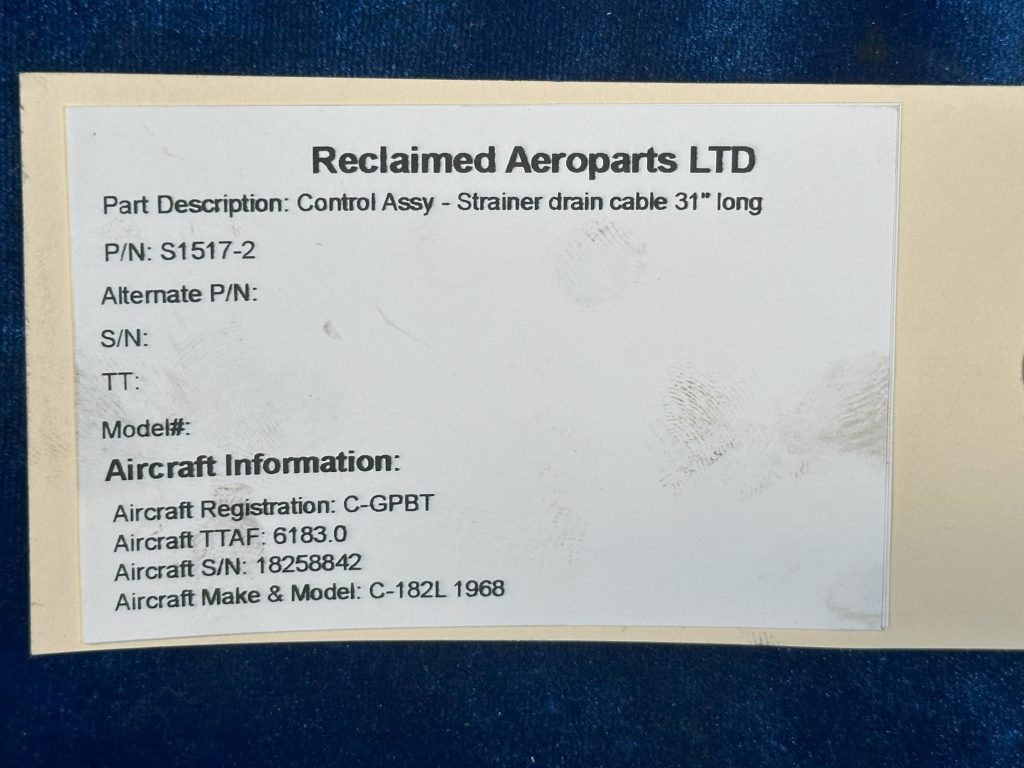 Reclaimed Aeroparts LTD
Part Description: Control Assy - Strainer drain cable 31" long
P/N: S1517-2
Alternate P/N:
S/N:
TT:
Model#:
Aircraft Information:
Aircraft Registration: C-GPBT
Aircraft TTAF: 6183.0
Aircraft S/N: 18258842
Aircraft Make & Model: C-182L 1968